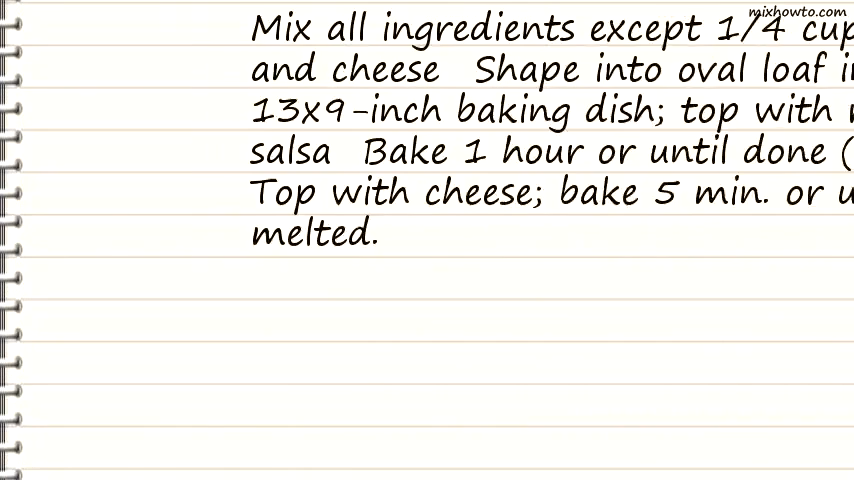 mixhowto.com
Mix all ingredients except 1/4 cup
and cheese Shape into oval loaf
13x9-inch baking dish; top with
salsa Bake 1 hour or until done (
Top with cheese; bake 5 min. or
melted.